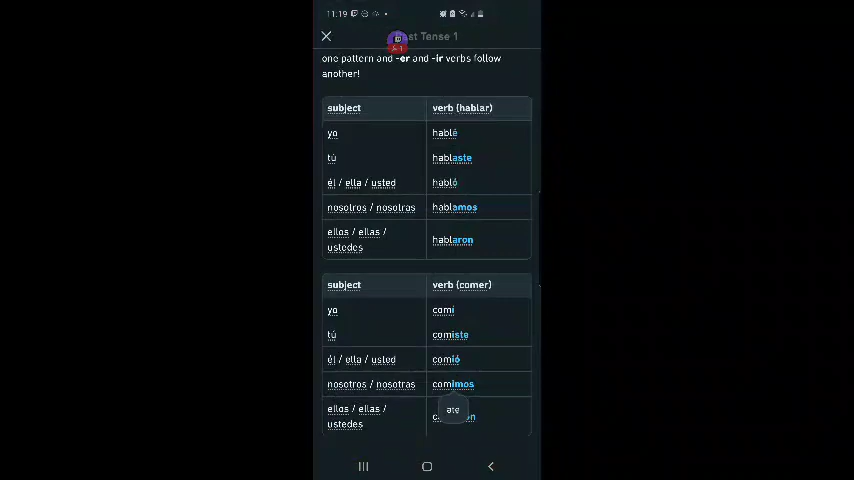 11:19
st Tense 1
one pattern and -er and -ir verbs follow
another!
subject verb (hablar)
yo hablé
tú hablaste
él / ella / usted habló
nosotros / nosotras hablamos
ellos / ellas / ustedes hablaron
subject verb (comer)
yo comí
tú comiste
él / ella / usted comió
nosotros / nosotras comimos
ate
ellos / ellas /
ustedes